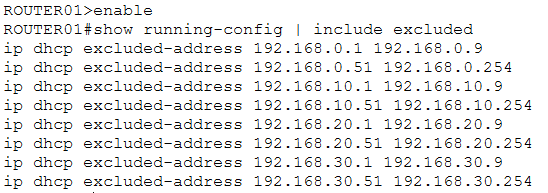 ROUTER01>enable
ROUTER01#show running-config | include excluded
ip dhcp excluded-address 192.168.0.1 192.168.0.9
ip dhcp excluded-address 192.168.0.51 192.168.0.254
ip dhcp excluded-address 192.168.10.1 192.168.10.9
ip dhcp excluded-address 192.168.10.51 192.168.10.254
ip dhcp excluded-address 192.168.20.1 192.168.20.9
ip dhcp excluded-address 192.168.20.51 192.168.20.254
ip dhcp excluded-address 192.168.30.1 192.168.30.9
ip dhcp excluded-address 192.168.30.51 192.168.30.254